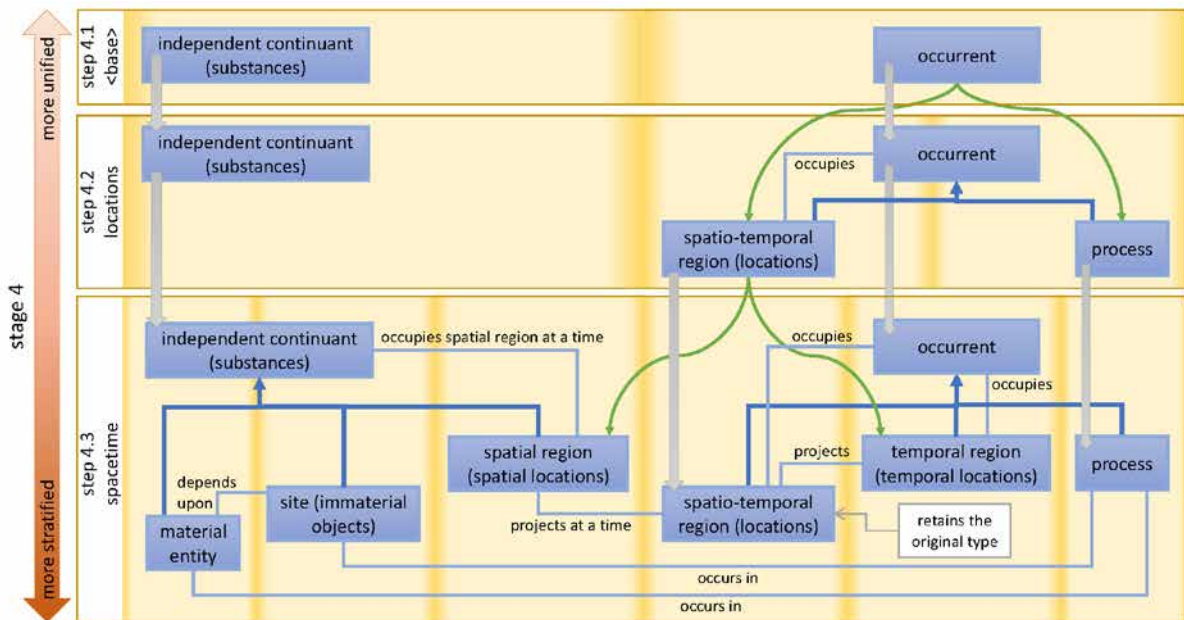 stage 4
more unified
more stratified
step 4.1
<base>
independent continuant
(substances)
occurrent
step 4.2
locations
independent continuant
(substances)
occupies
occurrent
spatio-temporal
region (locations)
process
step 4.3
spacetime
independent continuant
(substances)
occupies spatial region at a time
occupies
occurrent
occupies
spatial region
(spatial locations)
projects
temporal region
(temporal locations)
process
depends
upon
site (immaterial
objects)
projects at a time
spatio-temporal
region (locations)
retains the
original type
material
entity
occurs in
occurs in